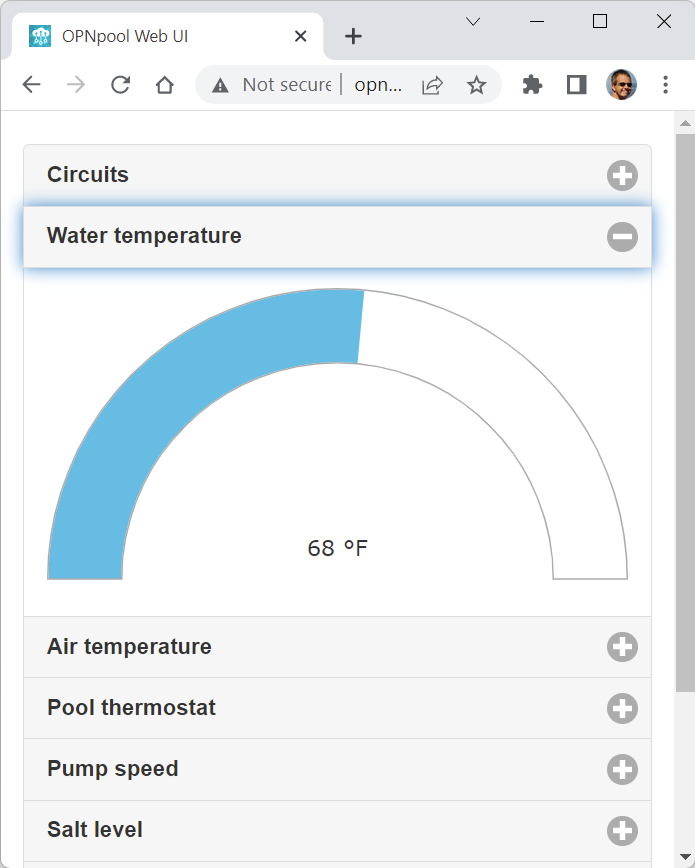 OPNpool Web UI
Not secure opn...
Circuits
Water temperature
68 °F
Air temperature
Pool thermostat
Pump speed
Salt level